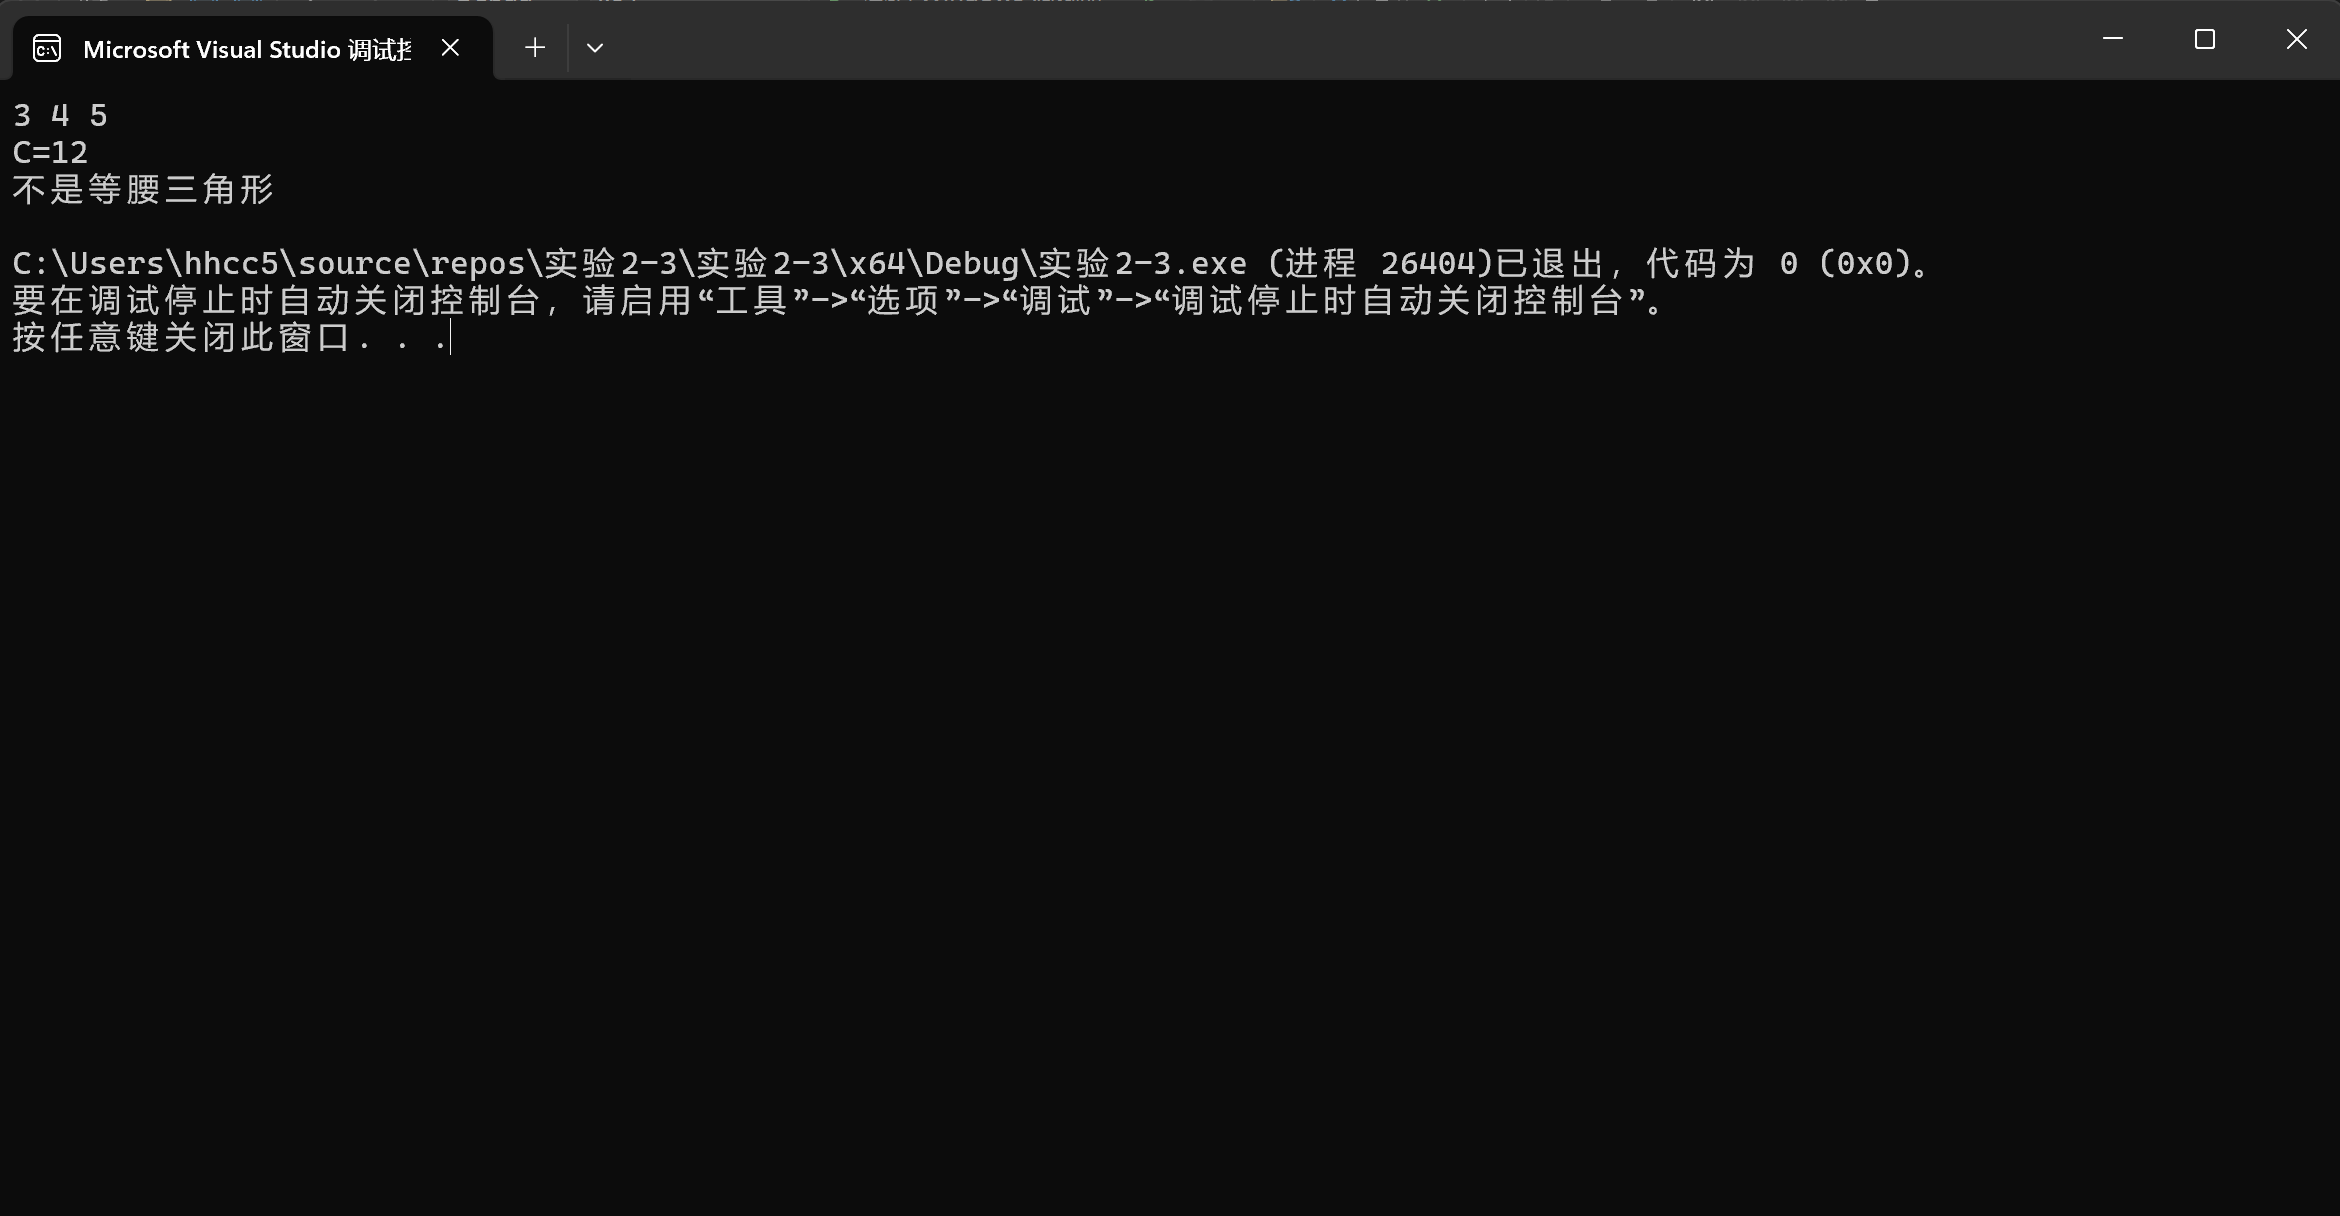 Microsoft Visual Studio 调试
3 4 5
C=12
不是等腰三角形
C:\Users\hhcc5\source\repos\实验2-3\实验2-3\x64\Debug\实验2-3.exe (进程 26404)已退出，代码为 0 (0x0)。
要在调试停止时自动关闭控制台，请启用“工具”->“选项”->“调试”->“调试停止时自动关闭控制台”。
按任意键关闭此窗口. . .